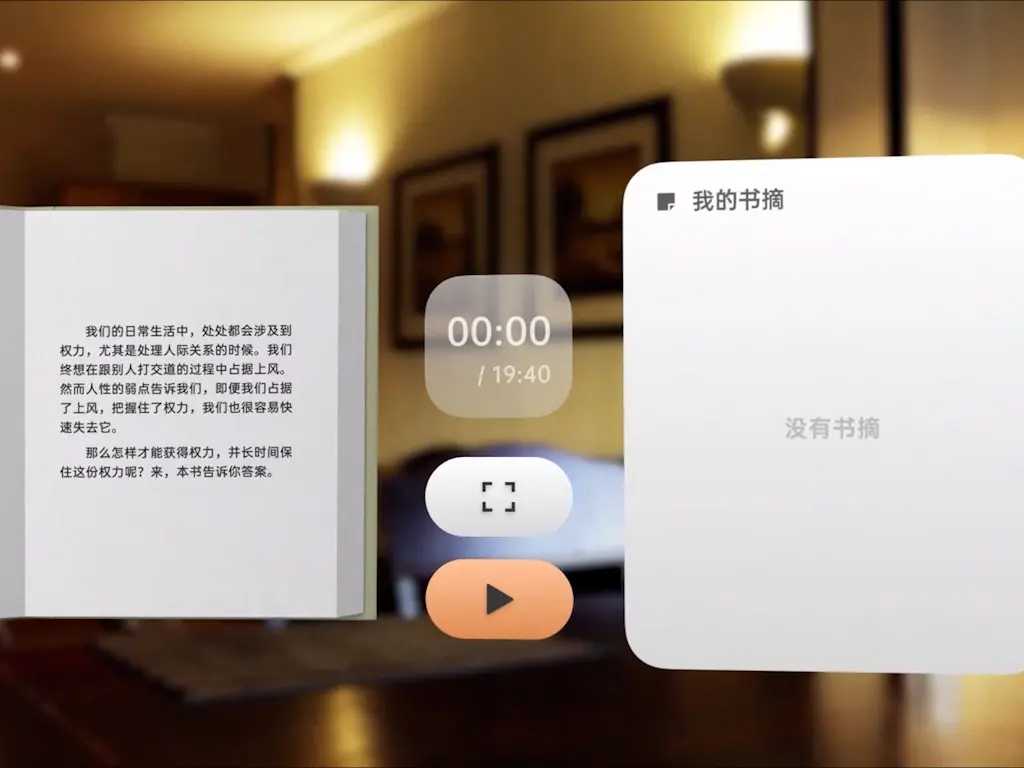 我们的日常生活中，处处都会涉及到
权力，尤其是处理人际关系的时候。我们
终想在跟别人打交道的过程中占据上风。
然而人性的弱点告诉我们，即便我们占据
了上风，把握住了权力，我们也很容易快
速失去它。
那么怎样才能获得权力，并长时间保
住这份权力呢？来，本书告诉你答案。
00:00
/ 19:40
我的书摘
没有书摘